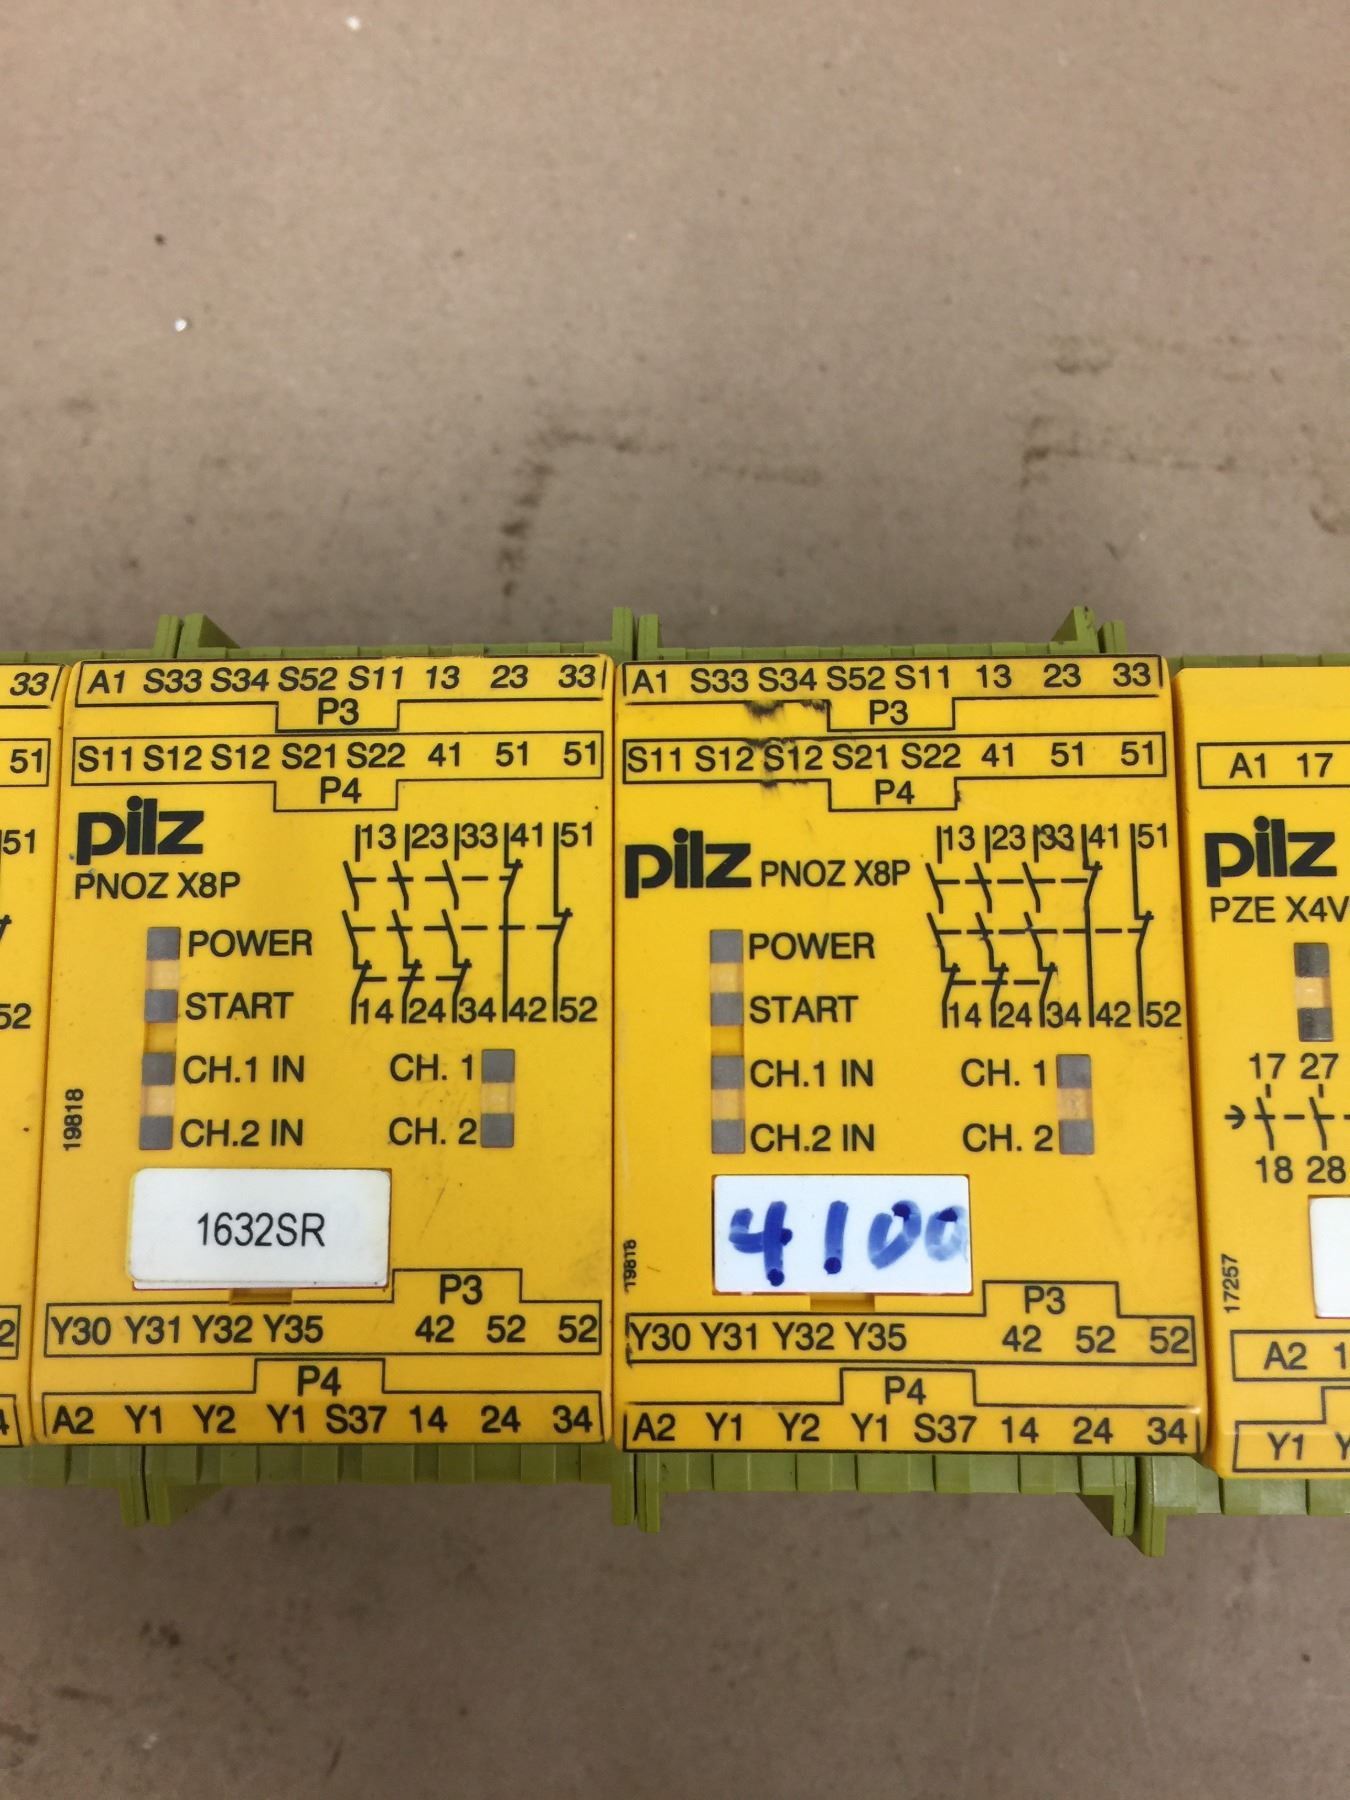 33
51
51
52
2
4
A1 S33 S34 S52 S11 13 23 33
P3
S11 S12 S12 S21 S22 41 51 51
P4
pilz
PNOZ X8P
13 23 33 41 51
POWER
START
14 24 34 42 52
CH.1 IN
CH. 1
CH.2 IN
CH. 2
19818
1632SR
P3
Y30 Y31 Y32 Y35 42 52 52
P4
A2 Y1 Y2 Y1 S37 14 24 34
A1 S33 S34 S52 S11 13 23 33
P3
S11 S12 S12 S21 S22 41 51 51
P4
pilz PNOZ X8P
13 23 33 41 51
POWER
START
14 24 34 42 52
CH.1 IN
CH. 1
CH.2 IN
CH. 2
19818
4100
P3
Y30 Y31 Y32 Y35 42 52 52
P4
A2 Y1 Y2 Y1 S37 14 24 34
A1 17
pilz
PZE X4V
17 27
18 28
17257
A2 1
Y1 Y